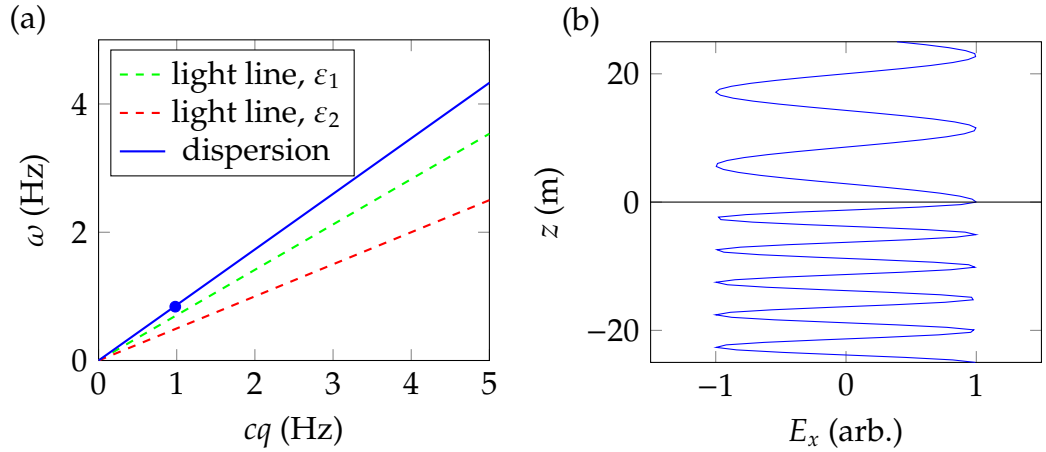 (a)
light line, ε₁
light line, ε₂
dispersion
4
2
0
ω (Hz)
0 1 2 3 4 5
cq (Hz)
(b)
20
0
−20
z (m)
−1 0 1
Eₓ (arb.)